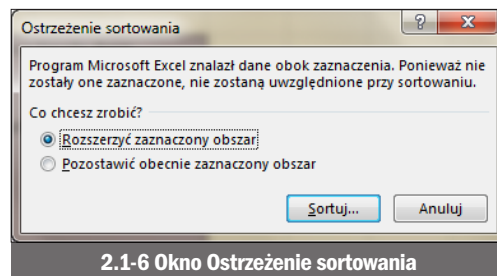 Ostrzeżenie sortowania
Program Microsoft Excel znalazł dane obok zaznaczenia. Ponieważ nie
zostały one zaznaczone, nie zostaną uwzględnione przy sortowaniu.
Co chcesz zrobić?
Rozszerzyć zaznaczony obszar
Pozostawić obecnie zaznaczony obszar
Sortuj... Anuluj
2.1-6 Okno Ostrzeżenie sortowania